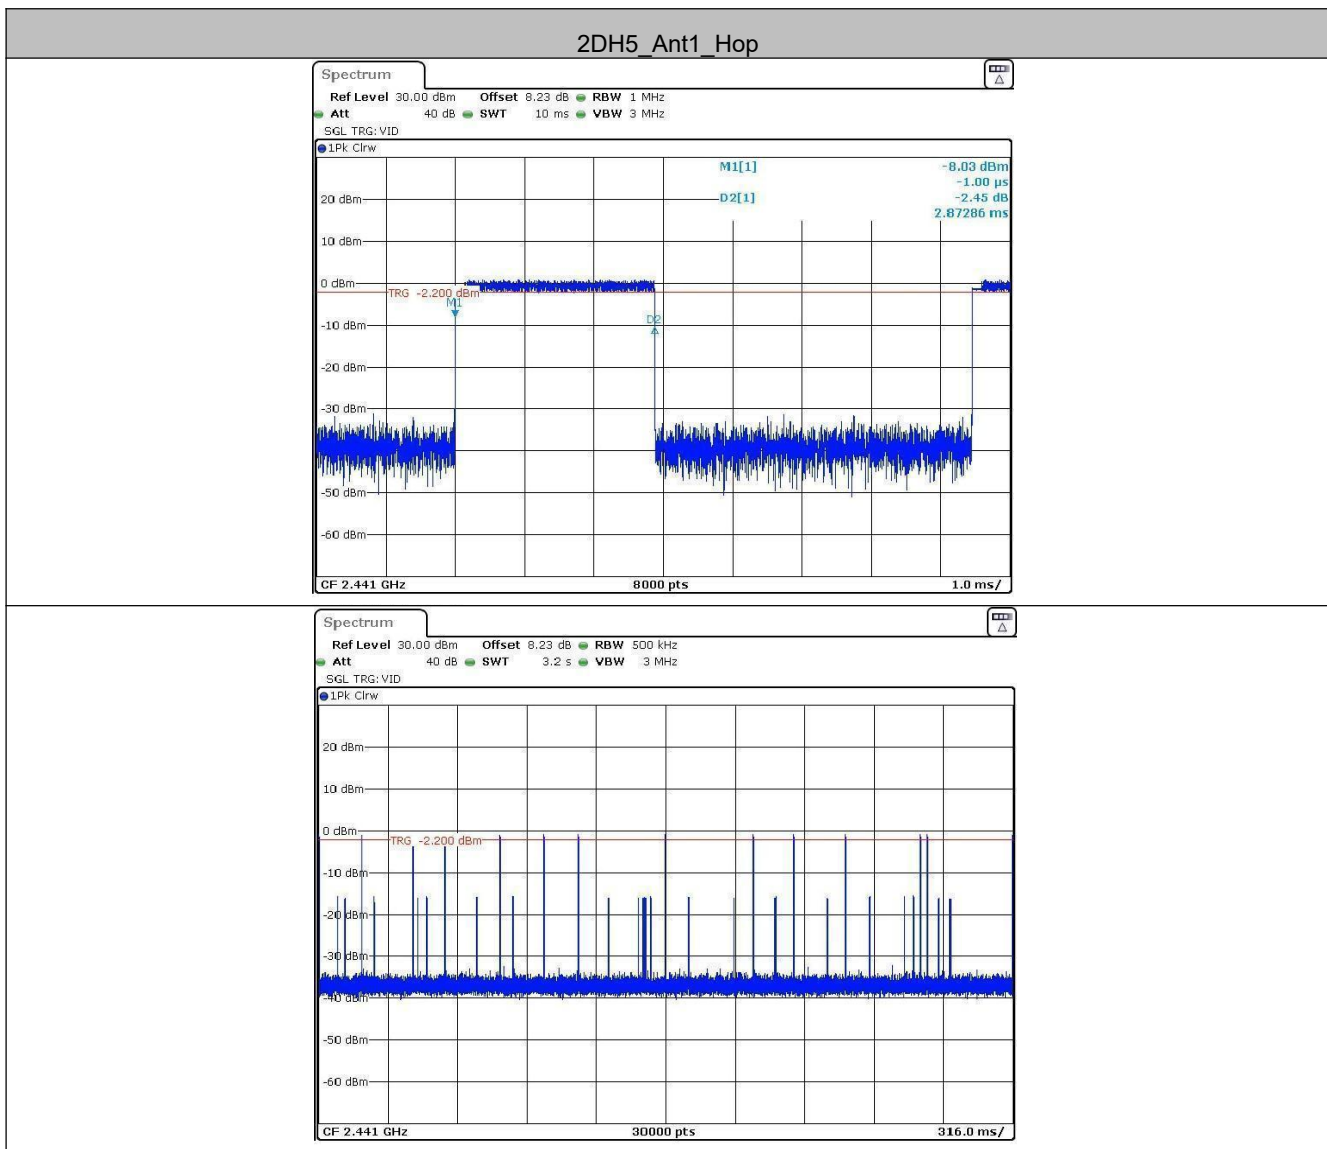 2DH5_Ant1_Hop
Spectrum
Ref Level 30.00 dBm Offset 8.23 dB RBW 1 MHz
Att 40 dB SWT 10 ms VBW 3 MHz
SGL TRG: VID
1Pk Clrw
M1[1] -8.03 dBm
-1.00 µs
20 dBm D2[1] -2.45 dB
2.87286 ms
10 dBm
0 dBm
TRG -2.200 dBm
M1
D2
-10 dBm
-20 dBm
-30 dBm
-50 dBm
-60 dBm
CF 2.441 GHz 8000 pts 1.0 ms/
Spectrum
Ref Level 30.00 dBm Offset 8.23 dB RBW 500 kHz
Att 40 dB SWT 3.2 s VBW 3 MHz
SGL TRG: VID
1Pk Clrw
20 dBm
10 dBm
0 dBm
TRG -2.200 dBm
-10 dBm
-20 dBm
-30 dBm
-40 dBm
-50 dBm
-60 dBm
CF 2.441 GHz 30000 pts 316.0 ms/